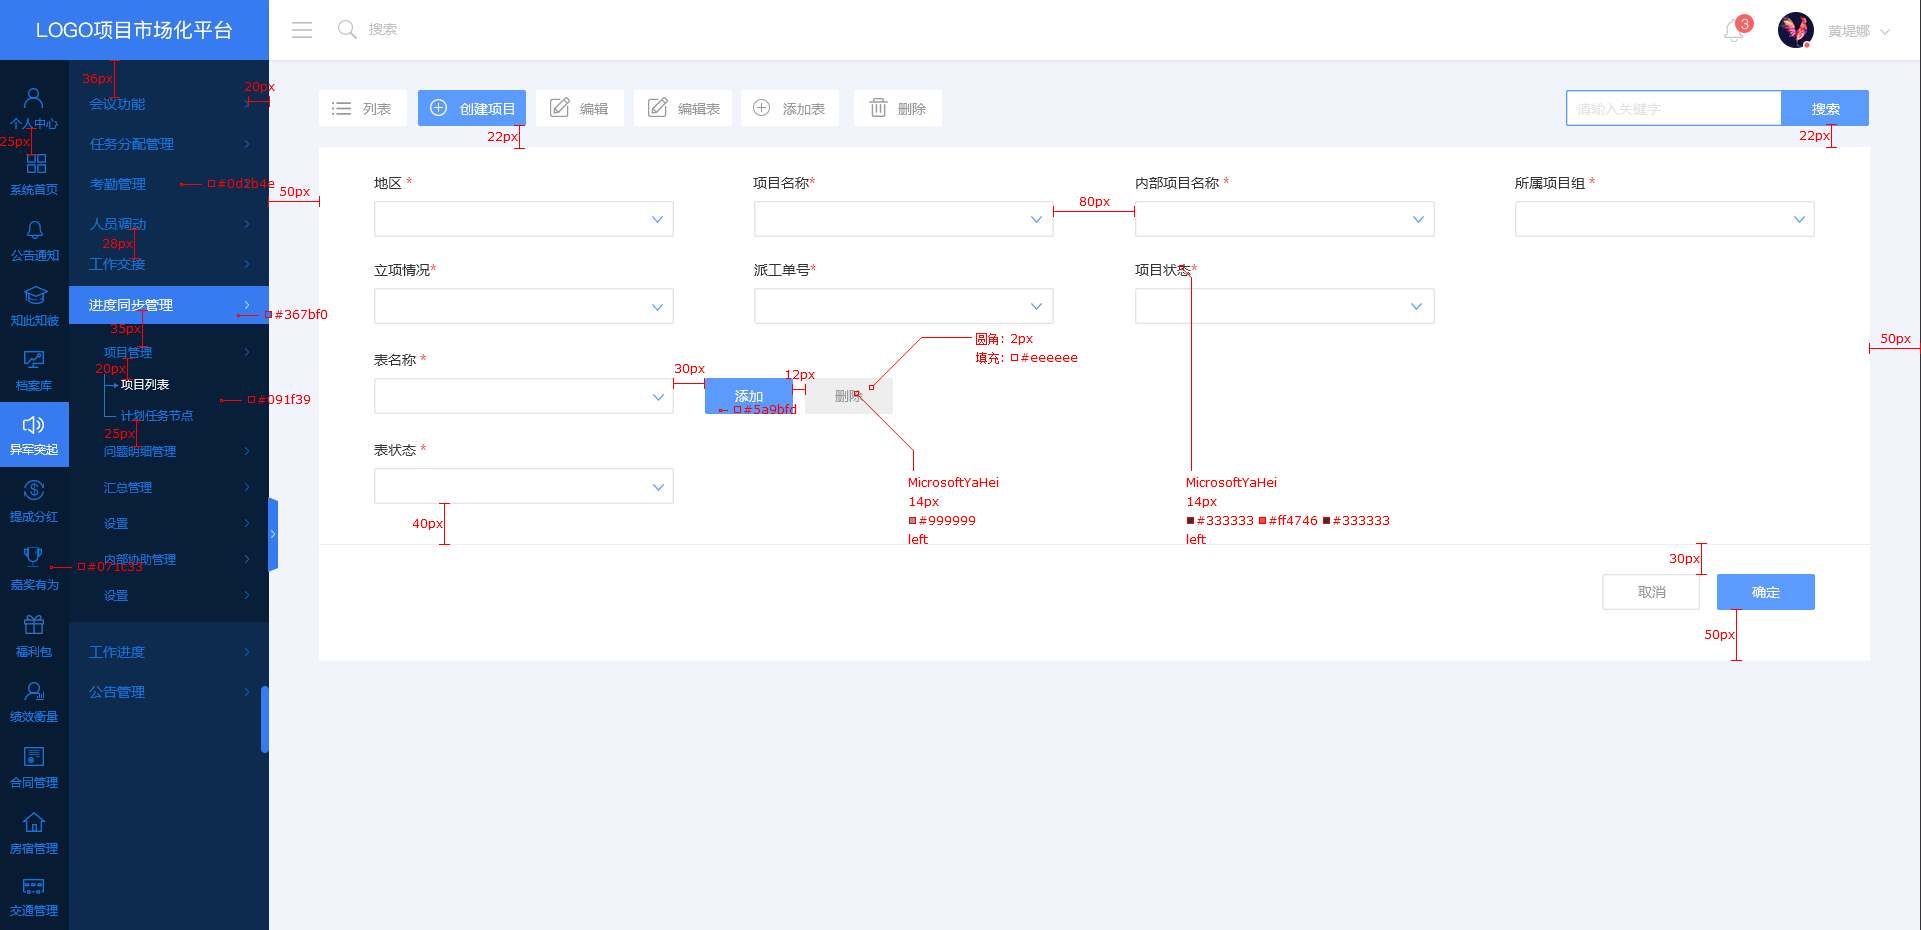 LOGO项目市场化平台
搜索
3
黄堤娜
36px
20px
会议功能
个人中心
25px
任务分配管理
系统首页
考勤管理
#0d2b4e
50px
人员调动
28px
公告通知
工作交接
进度同步管理
#367bf0
知此知彼
35px
项目管理
20px
项目列表
档案库
#091f39
计划任务节点
25px
异军突起
问题明细管理
汇总管理
提成分红
设置
内部协助管理
嘉奖有为
设置
福利包
工作进度
公告管理
绩效衡量
合同管理
房宿管理
交通管理
列表
创建项目
编辑
编辑表
添加表
删除
请输入关键字
搜索
22px
22px
地区 *
项目名称*
内部项目名称 *
所属项目组 *
80px
立项情况*
派工单号*
项目状态*
圆角: 2px
填充: #eeeeee
50px
表名称 *
30px
12px
添加
删除
#5a9bfd
表状态 *
MicrosoftYaHei
14px
#999999
left
MicrosoftYaHei
14px
#333333 #ff4746 #333333
left
40px
30px
取消
确定
50px